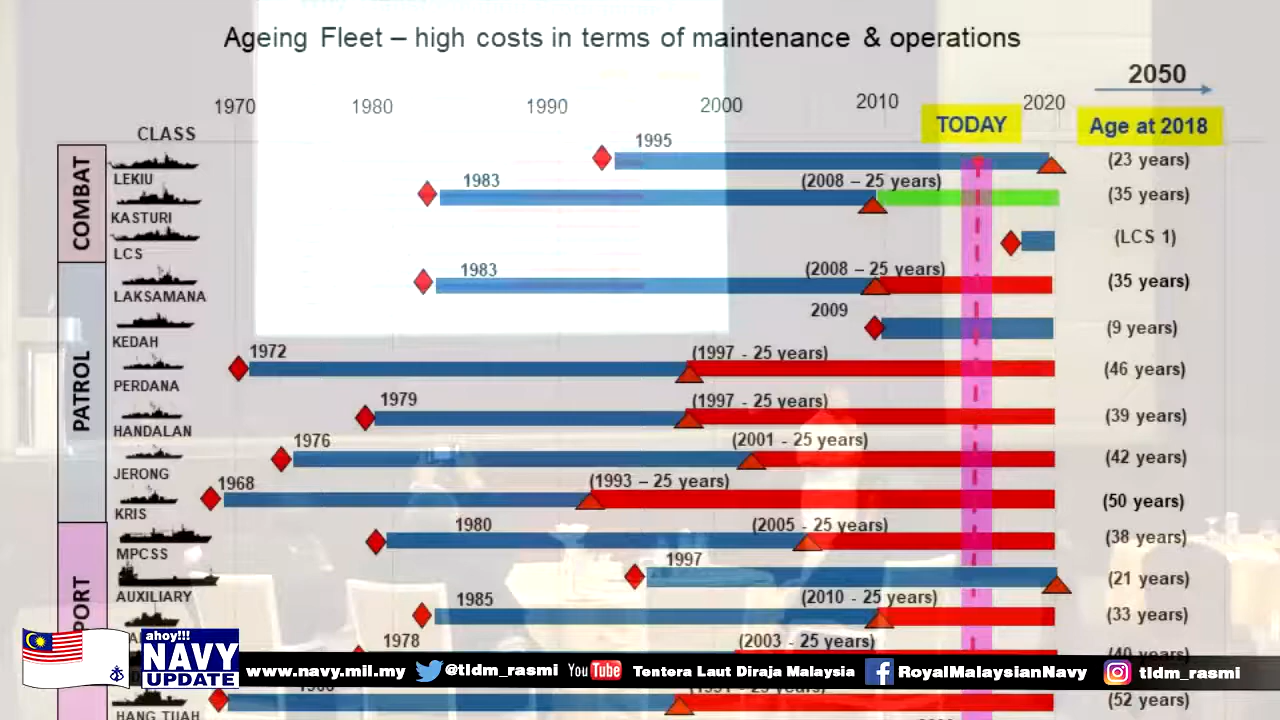 Ageing Fleet – high costs in terms of maintenance & operations
2050
1970 1980 1990 2000 2010 2020
TODAY
Age at 2018
CLASS
COMBAT
1995
(23 years)
LEKIU
1983
(2008 – 25 years)
(35 years)
KASTURI
(LCS 1)
LCS
PATROL
1983
(2008 – 25 years)
(35 years)
LAKSAMANA
2009
(9 years)
KEDAH
1972
(1997 - 25 years)
(46 years)
PERDANA
1979
(1997 - 25 years)
(39 years)
HANDALAN
1976
(2001 - 25 years)
(42 years)
JERONG
1968
(1993 – 25 years)
(50 years)
KRIS
PORT
1980
(2005 - 25 years)
(38 years)
MPCSS
1997
(21 years)
AUXILIARY
1985
(2010 - 25 years)
(33 years)
1978
(2003 - 25 years)
(40 years)
ahoy!!!
NAVY
UPDATE
www.navy.mil.my @tldm_rasmi YouTube Tentera Laut Diraja Malaysia RoyalMalaysianNavy tldm_rasmi
(52 years)
HANG TUAH